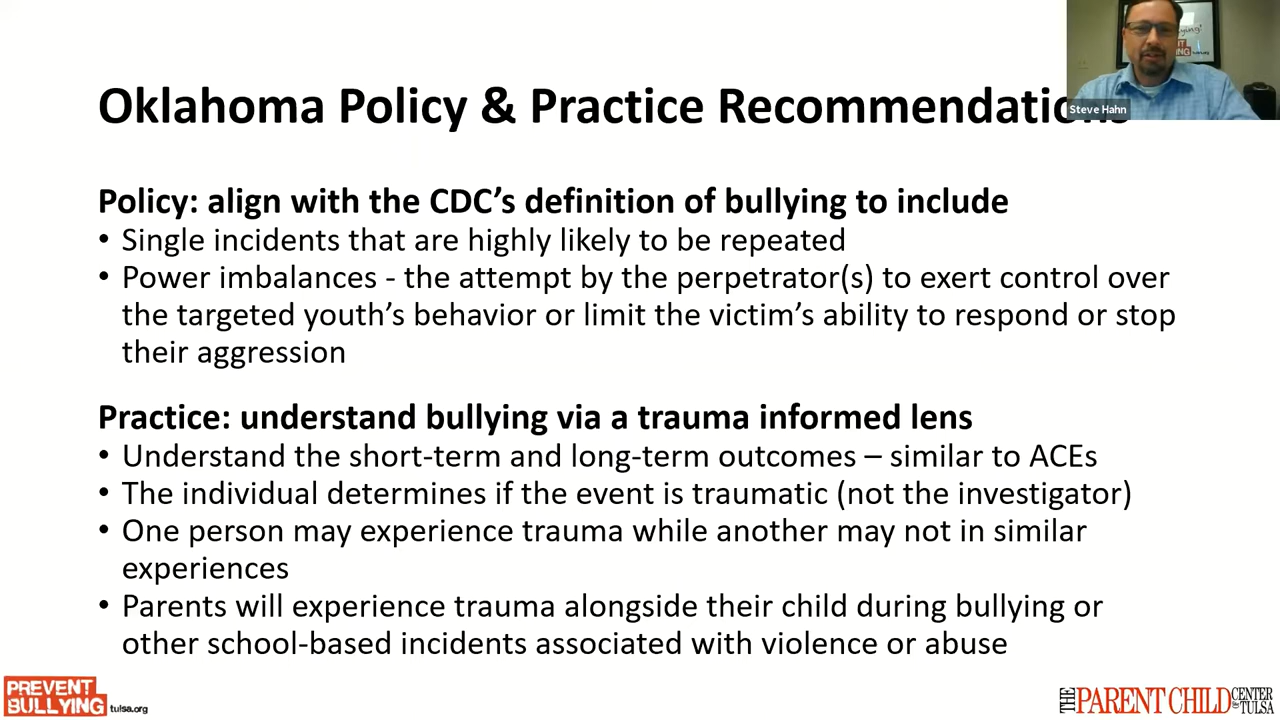 Oklahoma Policy & Practice Recommendations
Steve Hahn
Policy: align with the CDC’s definition of bullying to include
• Single incidents that are highly likely to be repeated
• Power imbalances - the attempt by the perpetrator(s) to exert control over
the targeted youth’s behavior or limit the victim’s ability to respond or stop
their aggression
Practice: understand bullying via a trauma informed lens
• Understand the short-term and long-term outcomes – similar to ACEs
• The individual determines if the event is traumatic (not the investigator)
• One person may experience trauma while another may not in similar
experiences
• Parents will experience trauma alongside their child during bullying or
other school-based incidents associated with violence or abuse
PREVENT
BULLYING tulsa.org
THE PARENT CHILD CENTER of TULSA